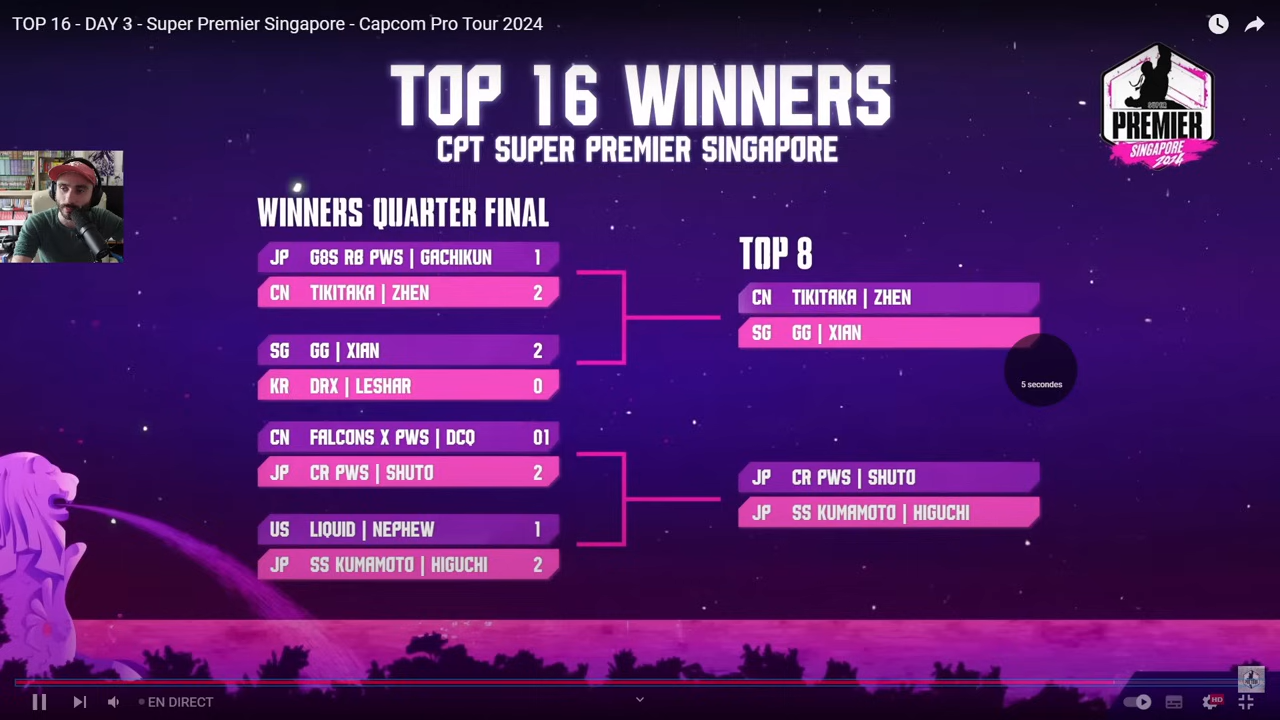 TOP 16 - DAY 3 - Super Premier Singapore - Capcom Pro Tour 2024
TOP 16 WINNERS
CPT SUPER PREMIER SINGAPORE
SUPER
PREMIER
SINGAPORE
2024
WINNERS QUARTER FINAL
JP G8S R8 PWS | GACHIKUN 1
CN TIKITAKA | ZHEN 2
SG GG | XIAN 2
KR DRX | LESHAR 0
CN FALCONS X PWS | DCQ 01
JP CR PWS | SHUTO 2
US LIQUID | NEPHEW 1
JP SS KUMAMOTO | HIGUCHI 2
TOP 8
CN TIKITAKA | ZHEN
SG GG | XIAN
5 secondes
JP CR PWS | SHUTO
JP SS KUMAMOTO | HIGUCHI
EN DIRECT
HD